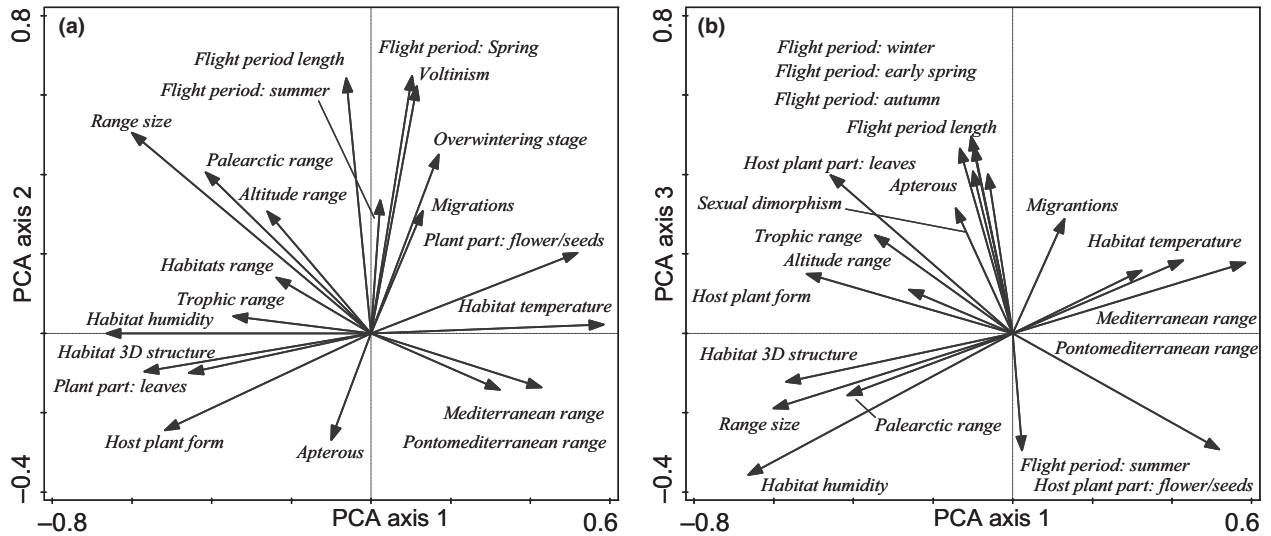 (a)
0.8
Flight period: Spring
Flight period length
Voltinism
Flight period: summer
Range size
Overwintering stage
Palearctic range
Altitude range
Migrations
Plant part: flower/seeds
Habitats range
Trophic range
Habitat temperature
Habitat humidity
Habitat 3D structure
Plant part: leaves
Mediterranean range
Host plant form
Pontomediterranean range
Apterous
PCA axis 2
–0.4
–0.8
PCA axis 1
0.6
(b)
0.8
Flight period: winter
Flight period: early spring
Flight period: autumn
Flight period length
Host plant part: leaves
Apterous
Sexual dimorphism
Migrantions
Trophic range
Habitat temperature
Altitude range
Host plant form
Mediterranean range
Pontomediterranean range
Habitat 3D structure
Range size
Palearctic range
Flight period: summer
Habitat humidity
Host plant part: flower/seeds
PCA axis 3
–0.4
–0.8
PCA axis 1
0.6